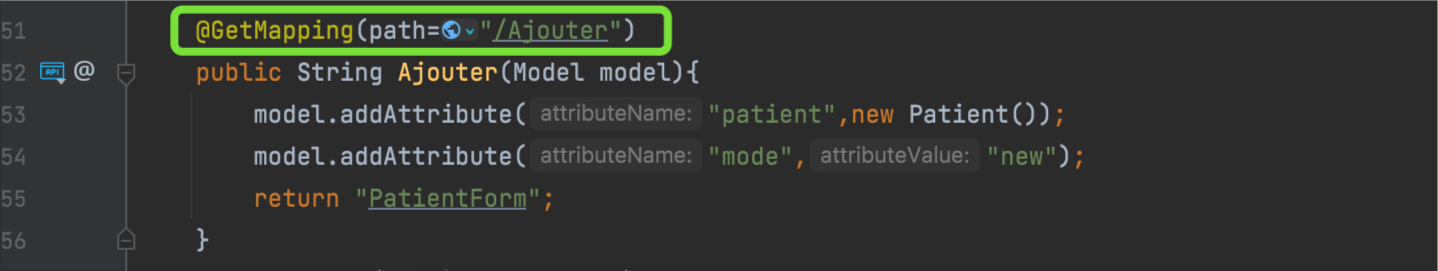 51 @GetMapping(path="/Ajouter")
52 API @ public String Ajouter(Model model){
53 model.addAttribute( attributeName: "patient",new Patient());
54 model.addAttribute( attributeName: "mode", attributeValue: "new");
55 return "PatientForm";
56 }